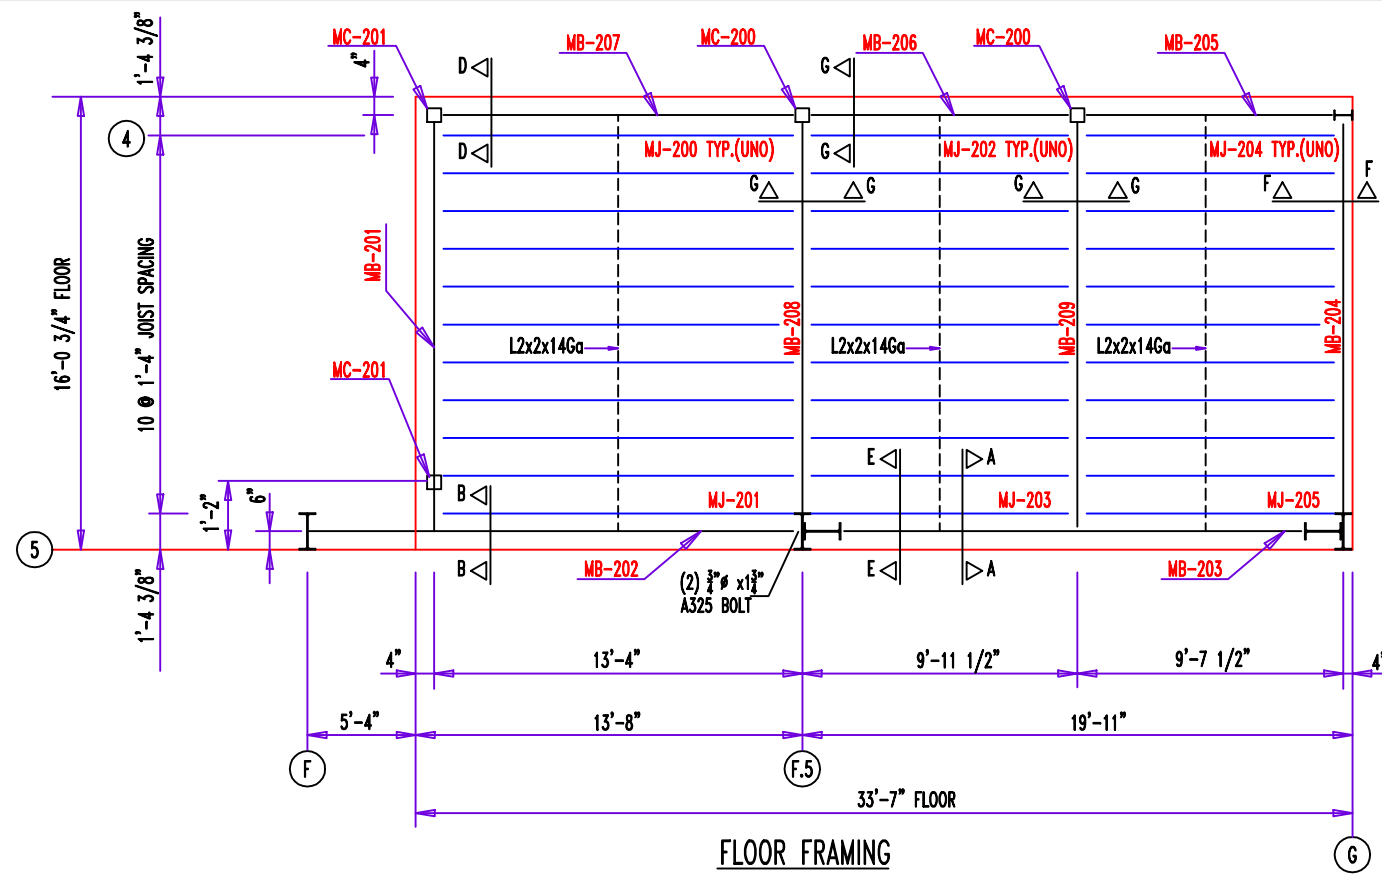 1'-4 3/8"
4"
MC-201
MB-207
MC-200
MB-206
MC-200
MB-205
D
G
4
D
G
MJ-200 TYP.(UNO)
MJ-202 TYP.(UNO)
MJ-204 TYP.(UNO)
G
G
G
G
F
F
16'-0 3/4" FLOOR
10 @ 1'-4" JOIST SPACING
MB-201
MB-208
MB-209
MB-204
L2x2x14Ga
L2x2x14Ga
L2x2x14Ga
MC-201
E
A
B
MJ-201
MJ-203
MJ-205
1'-2"
6"
5
B
E
A
MB-202
MB-203
(2) 3/4"ø x1 3/4"
A325 BOLT
1'-4 3/8"
4"
13'-4"
9'-11 1/2"
9'-7 1/2"
4"
5'-4"
13'-8"
19'-11"
F
F.5
33'-7" FLOOR
FLOOR FRAMING
G